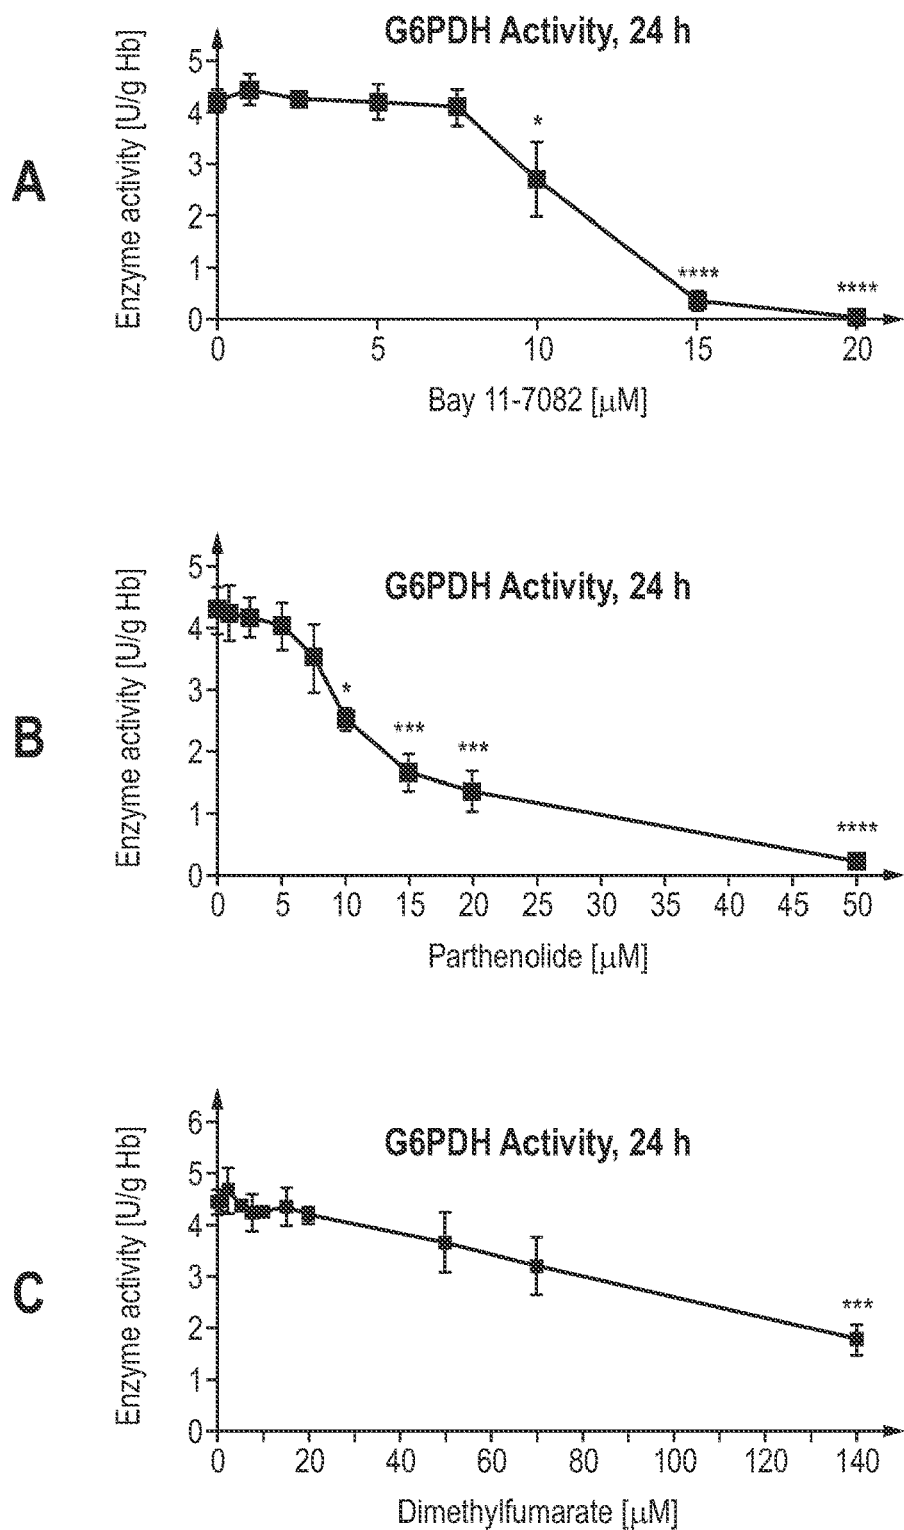 G6PDH Activity, 24 h
A
Enzyme activity [U/g Hb]
5
4
3
2
1
0
*
****
****
0 5 10 15 20
Bay 11-7082 [μM]
G6PDH Activity, 24 h
B
Enzyme activity [U/g Hb]
5
4
3
2
1
0
*
***
***
****
0 5 10 15 20 25 30 35 40 45 50
Parthenolide [μM]
G6PDH Activity, 24 h
C
Enzyme activity [U/g Hb]
6
5
4
3
2
1
0
***
0 20 40 60 80 100 120 140
Dimethylfumarate [μM]